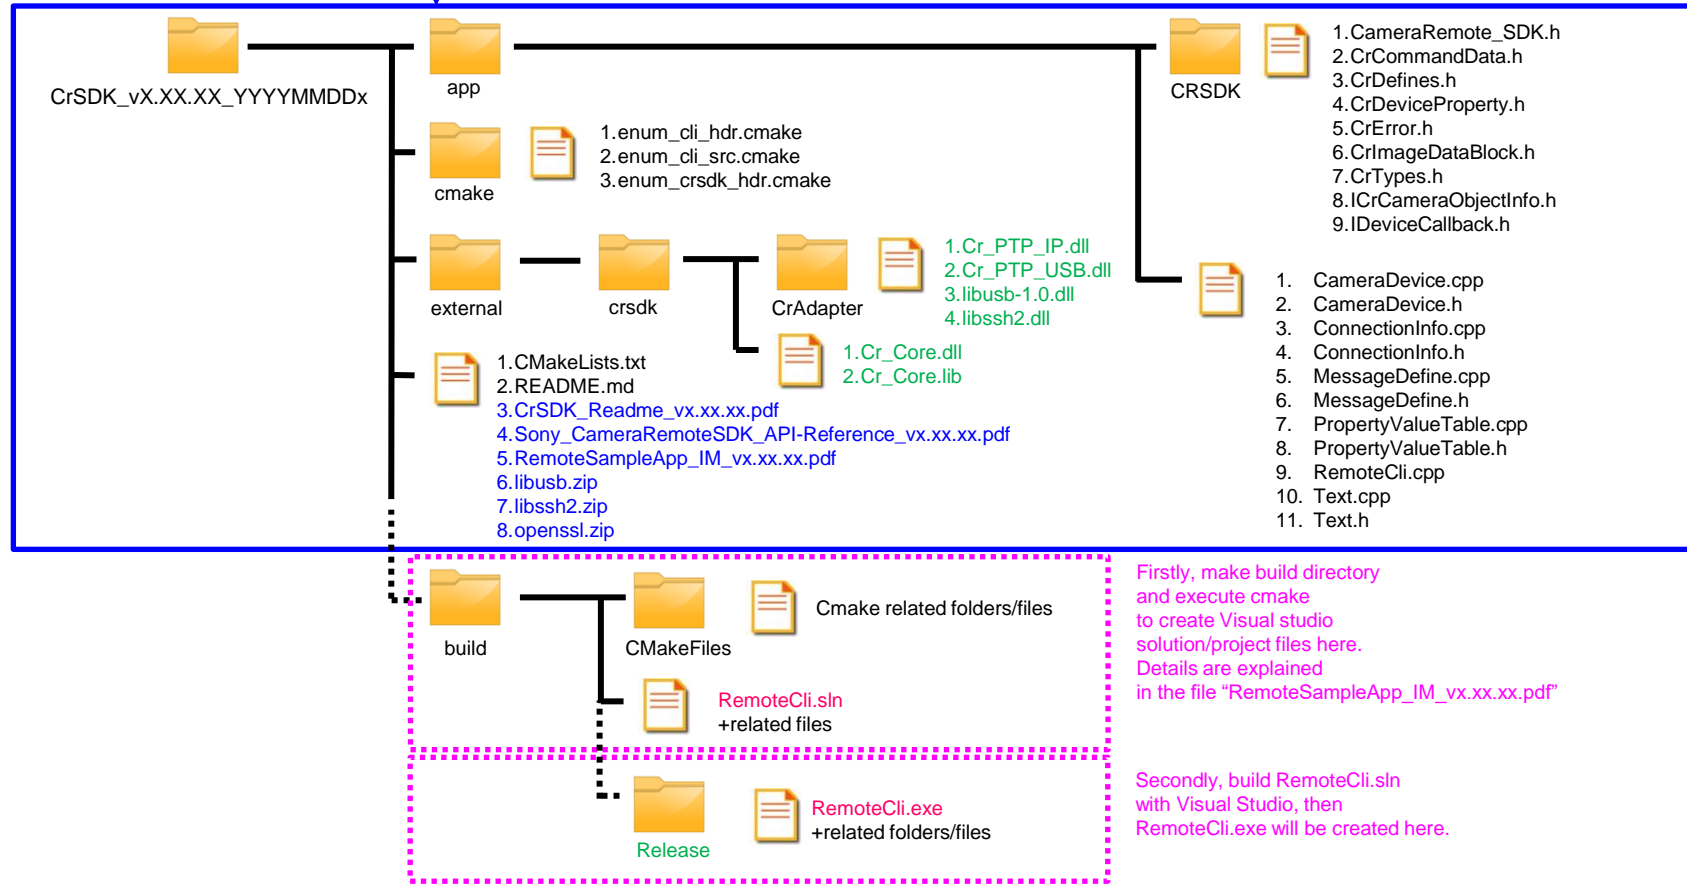 CrSDK_vX.XX.XX_YYYYMMDDx
app
CRSDK
1.CameraRemote_SDK.h
2.CrCommandData.h
3.CrDefines.h
4.CrDeviceProperty.h
5.CrError.h
6.CrImageDataBlock.h
7.CrTypes.h
8.ICrCameraObjectInfo.h
9.IDeviceCallback.h
cmake
1.enum_cli_hdr.cmake
2.enum_cli_src.cmake
3.enum_crsdk_hdr.cmake
external
crsdk
CrAdapter
1.Cr_PTP_IP.dll
2.Cr_PTP_USB.dll
3.libusb-1.0.dll
4.libssh2.dll
1.Cr_Core.dll
2.Cr_Core.lib
1. CameraDevice.cpp
2. CameraDevice.h
3. ConnectionInfo.cpp
4. ConnectionInfo.h
5. MessageDefine.cpp
6. MessageDefine.h
7. PropertyValueTable.cpp
8. PropertyValueTable.h
9. RemoteCli.cpp
10. Text.cpp
11. Text.h
1.CMakeLists.txt
2.README.md
3.CrSDK_Readme_vx.xx.xx.pdf
4.Sony_CameraRemoteSDK_API-Reference_vx.xx.xx.pdf
5.RemoteSampleApp_IM_vx.xx.xx.pdf
6.libusb.zip
7.libssh2.zip
8.openssl.zip
build
CMakeFiles
Cmake related folders/files
RemoteCli.sln
+related files
Firstly, make build directory
and execute cmake
to create Visual studio
solution/project files here.
Details are explained
in the file “RemoteSampleApp_IM_vx.xx.xx.pdf”
Release
RemoteCli.exe
+related folders/files
Secondly, build RemoteCli.sln
with Visual Studio, then
RemoteCli.exe will be created here.